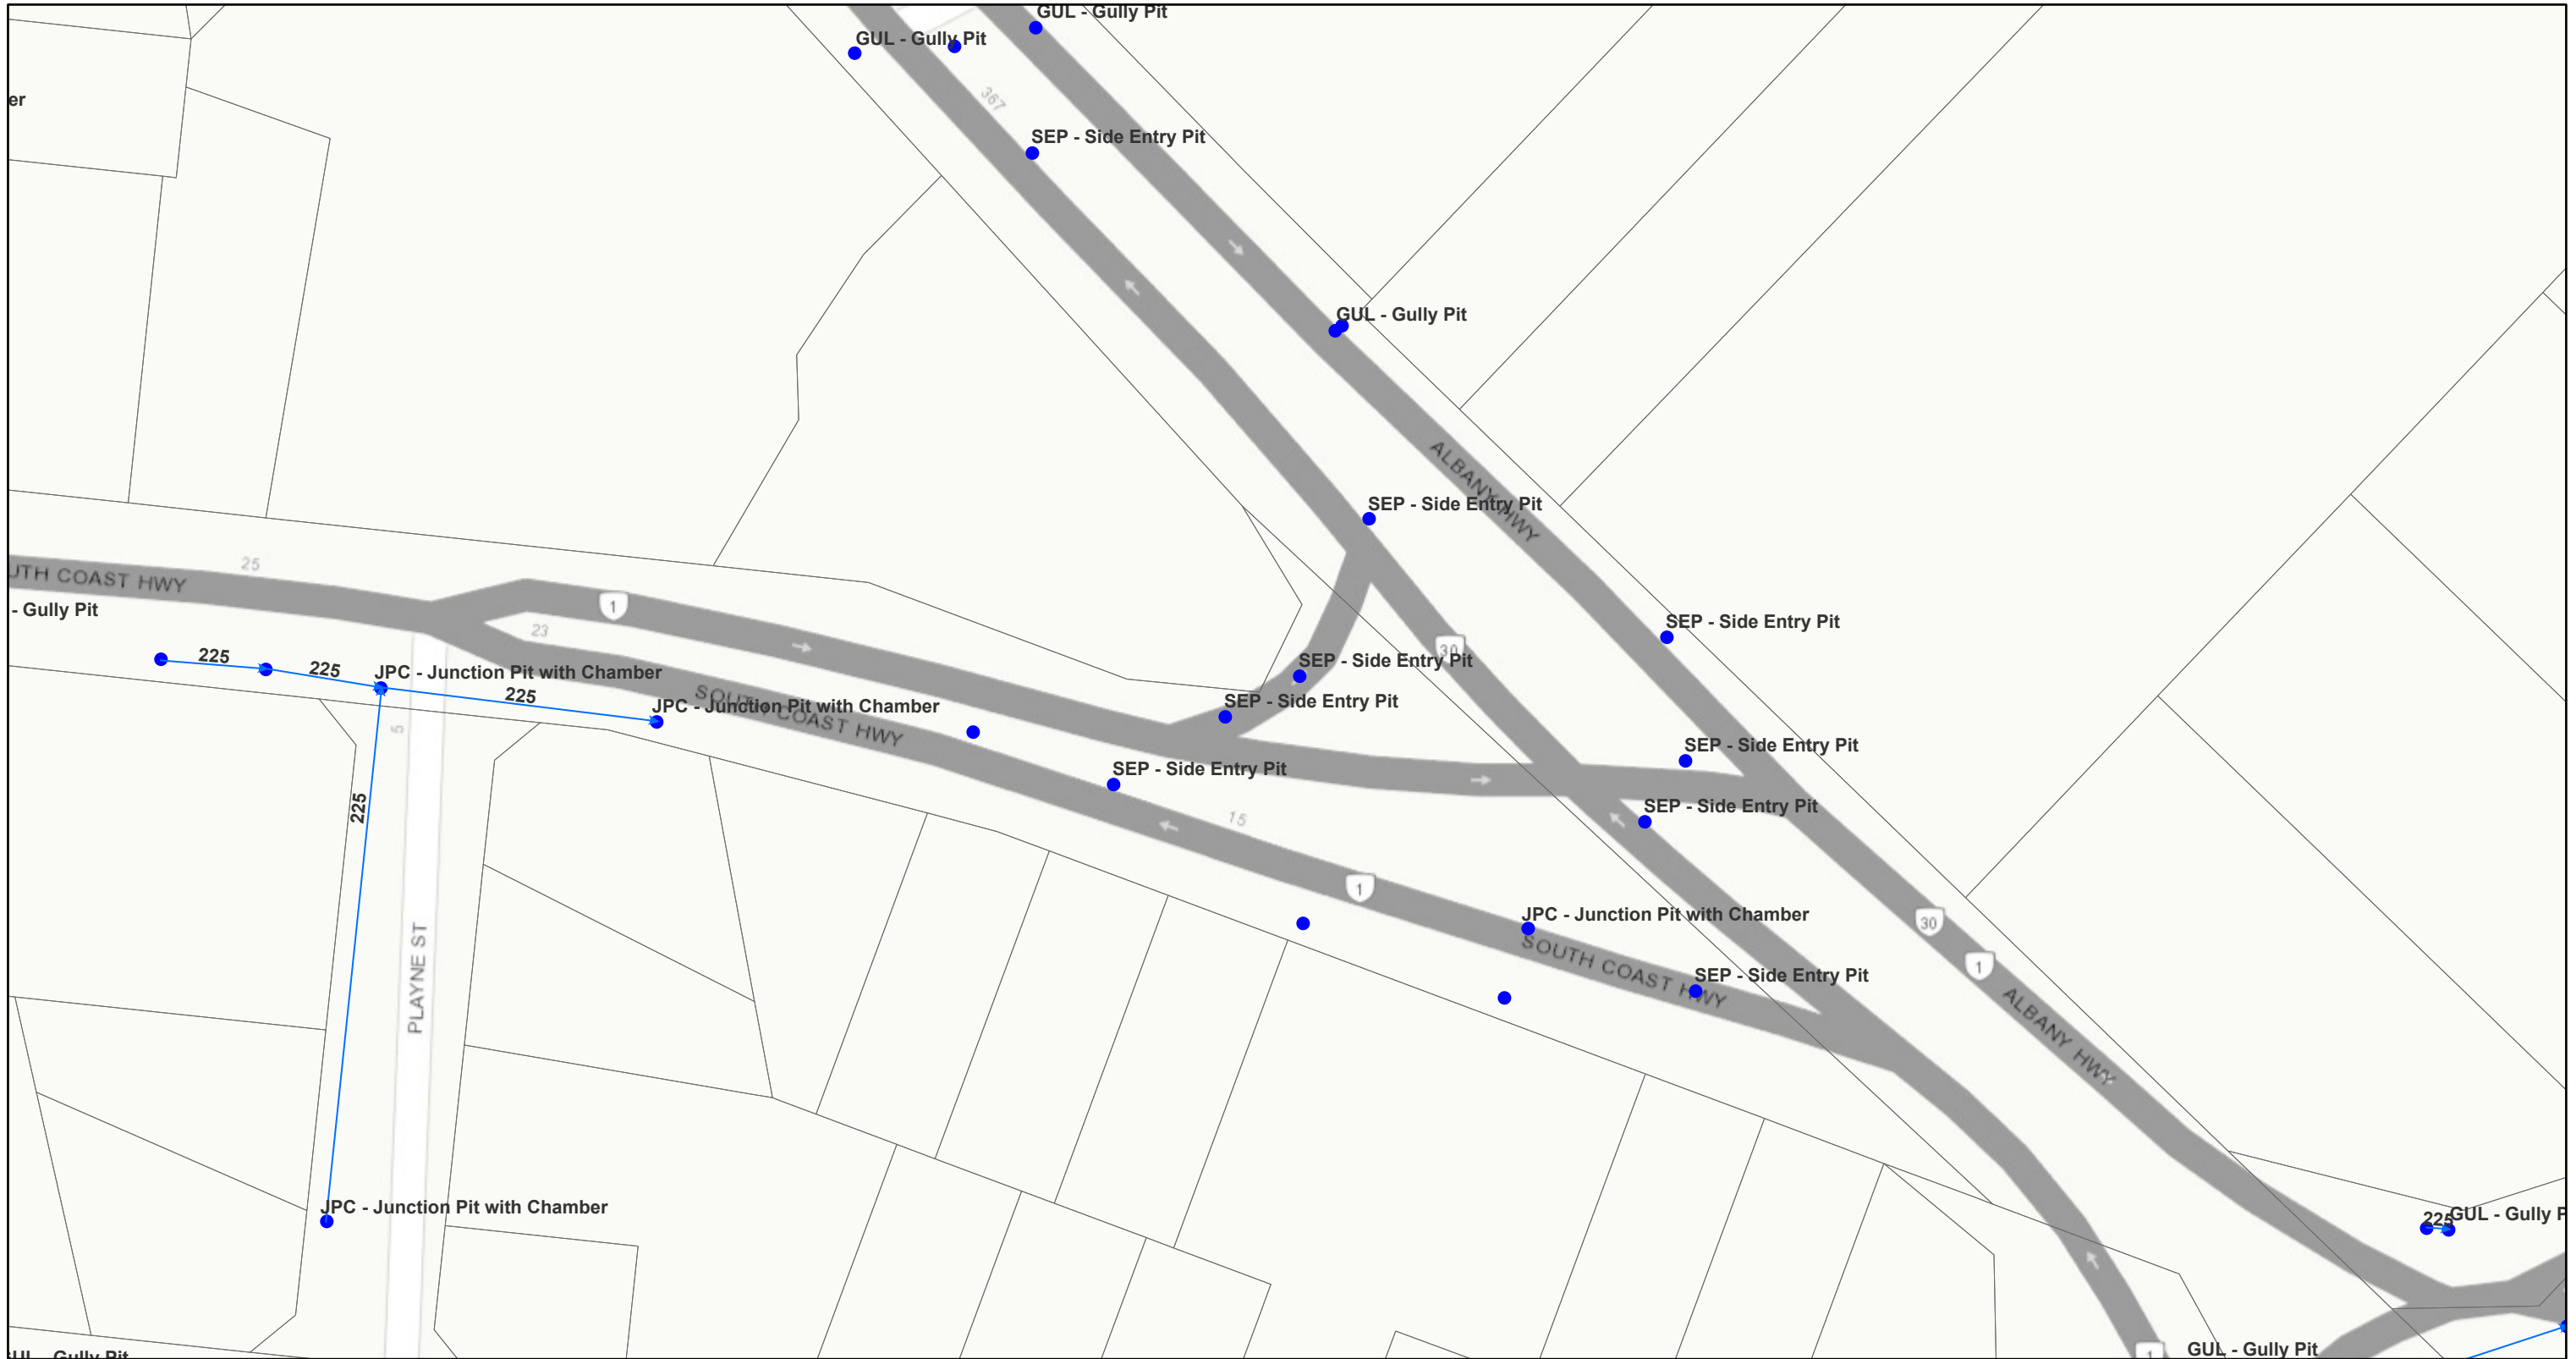 GUL - Gully Pit
GUL - Gully Pit
367
er
SEP - Side Entry Pit
GUL - Gully Pit
ALBANY HWY
SEP - Side Entry Pit
25
UTH COAST HWY
1
- Gully Pit
23
SEP - Side Entry Pit
30
225
225
JPC - Junction Pit with Chamber
SEP - Side Entry Pit
225
SOUTH COAST HWY
JPC - Junction Pit with Chamber
SEP - Side Entry Pit
5
SEP - Side Entry Pit
SEP - Side Entry Pit
225
15
SEP - Side Entry Pit
1
JPC - Junction Pit with Chamber
30
SOUTH COAST HWY
SEP - Side Entry Pit
1
PLAYNE ST
ALBANY HWY
JPC - Junction Pit with Chamber
225
GUL - Gully P
GUL - Gully Pit
1
GUL - Gully Pit